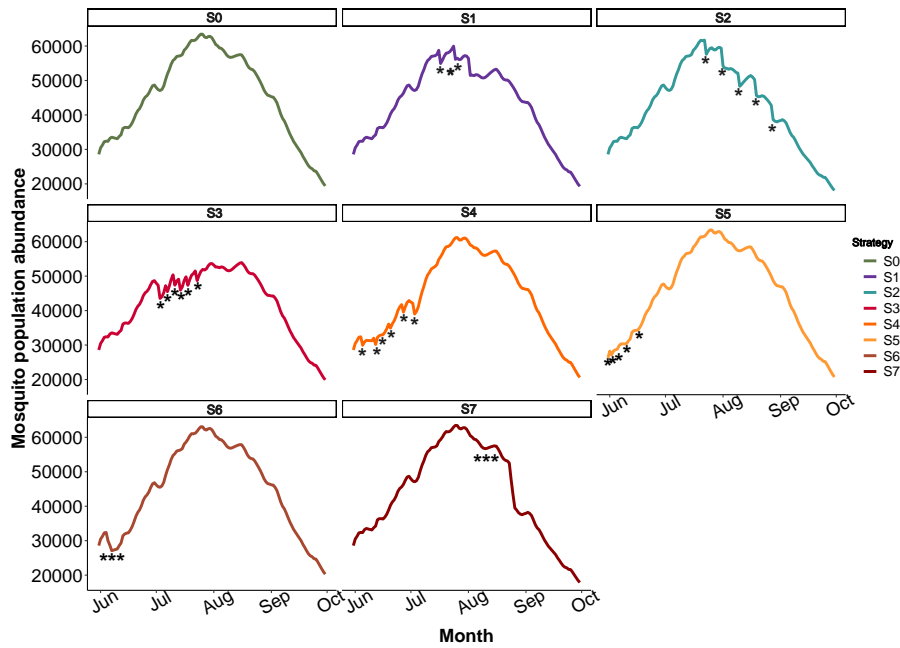 S0 S1 S2
60000
50000
40000
30000
20000
S3 S4 S5
60000
50000
40000
30000
20000
S6 S7
60000
50000
40000
30000
20000
Jun Jul Aug Sep Oct
Jun Jul Aug Sep Oct
Jun Jul Aug Sep Oct
Month
Mosquito population abundance
* * *
* * * * *
* * * * * *
* * * * * *
* * * * *
***
***
Strategy
S0
S1
S2
S3
S4
S5
S6
S7